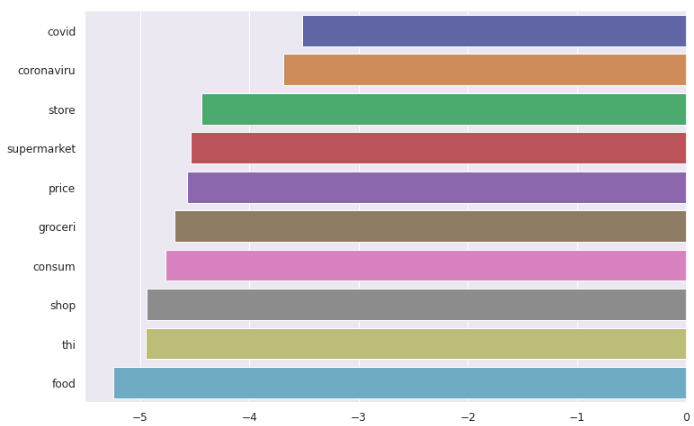 covid
coronaviru
store
supermarket
price
groceri
consum
shop
thi
food
−5 −4 −3 −2 −1 0